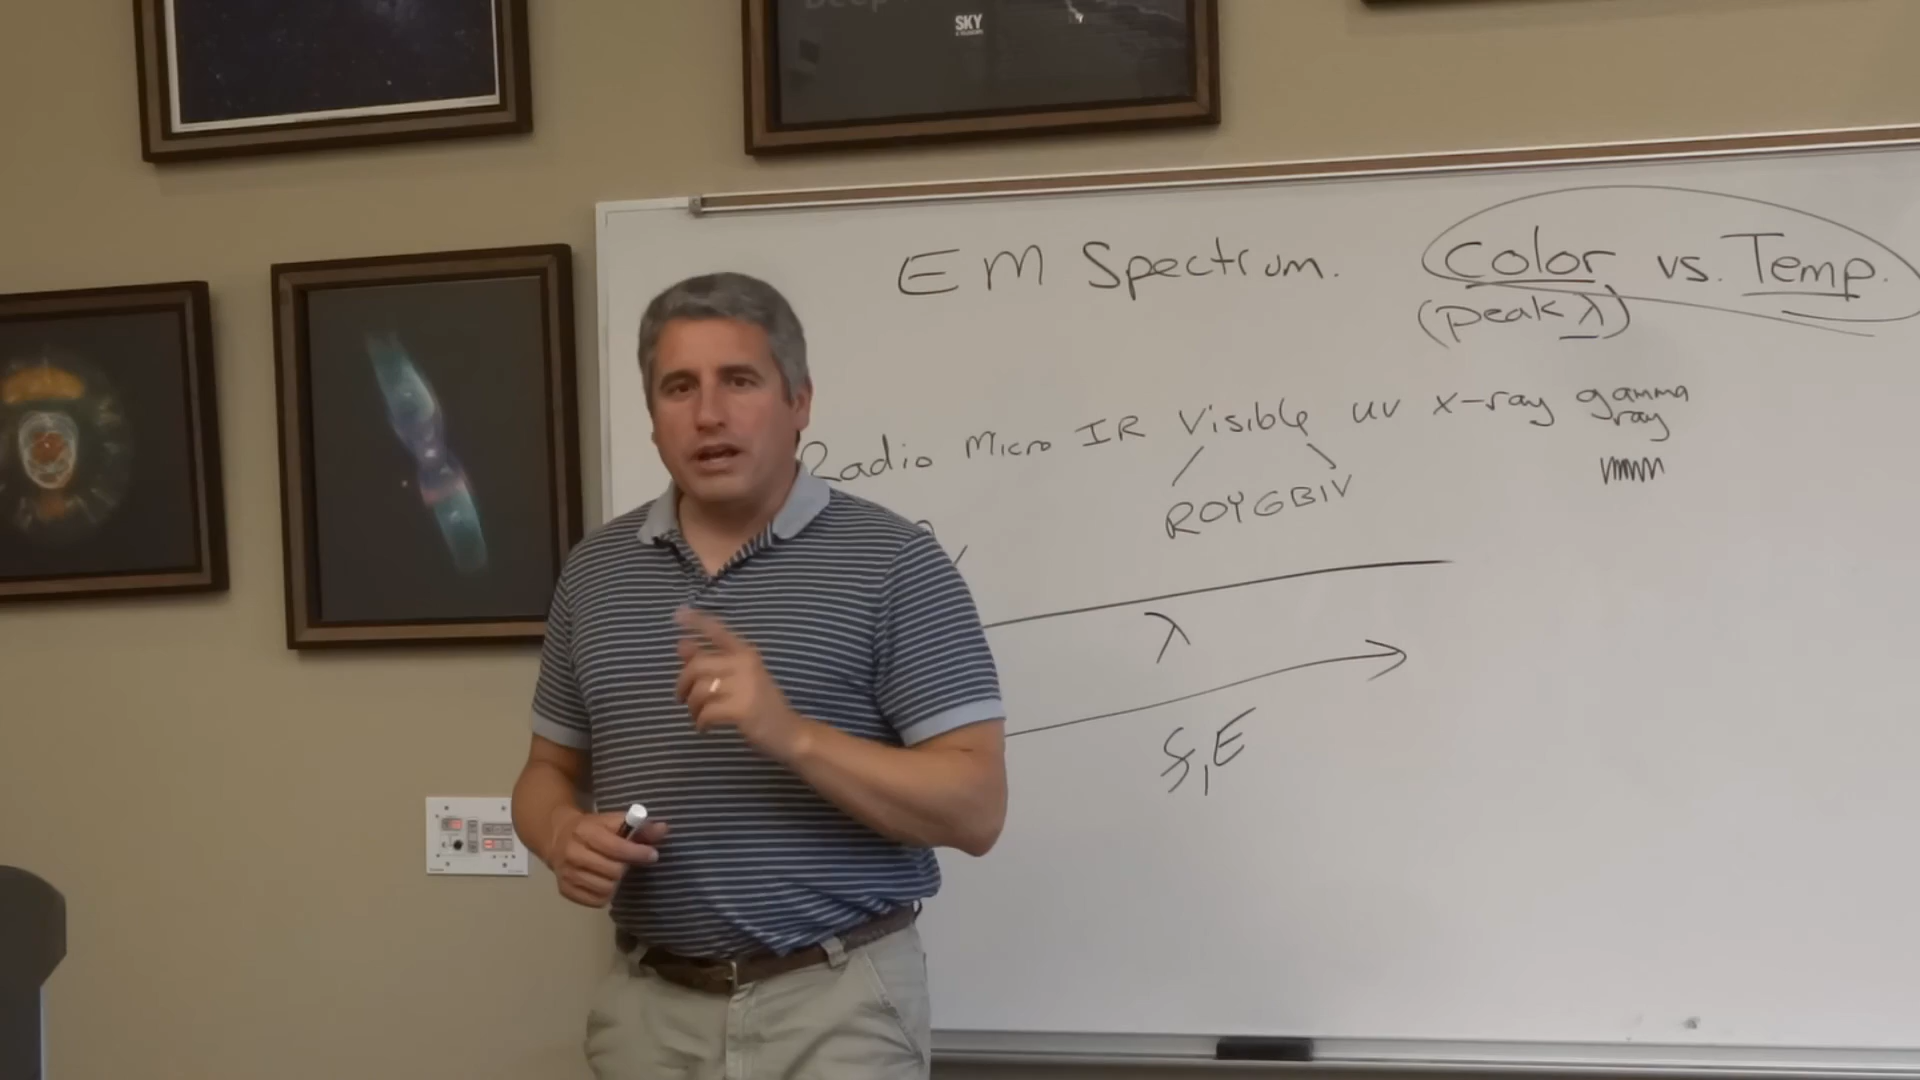 SKY
EM Spectrum.
Color vs. Temp.
(peak λ)
Radio Micro IR Visible UV x-ray gamma ray
ROYGBIV
λ
f, E